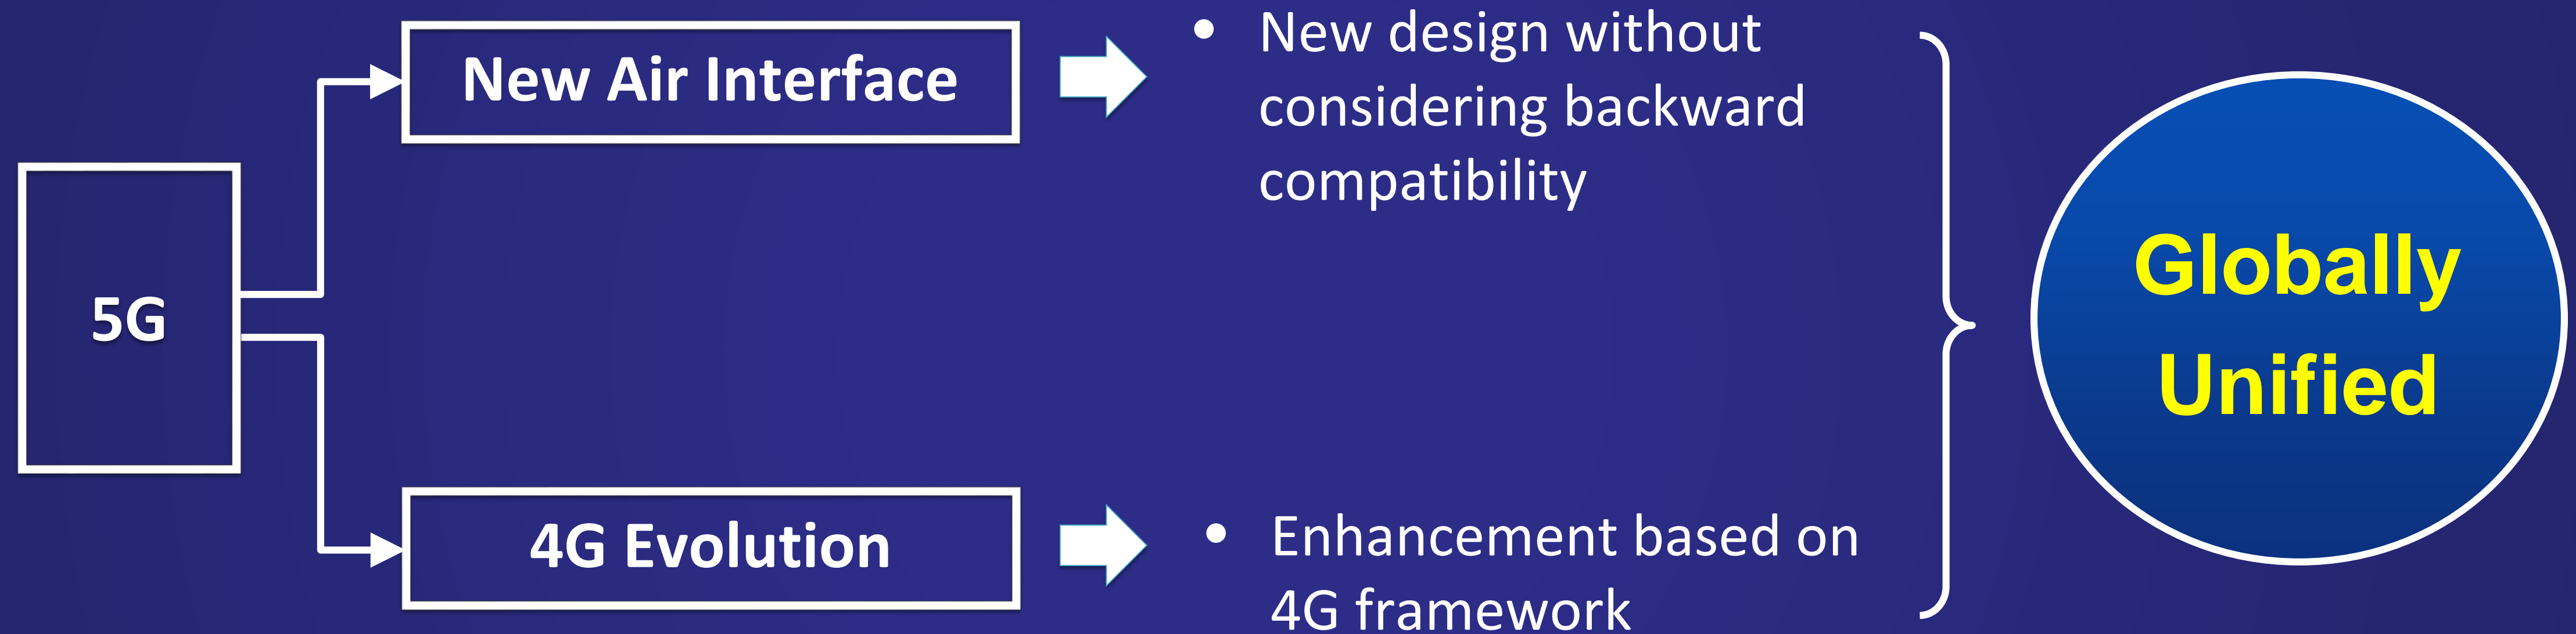 5G
New Air Interface
• New design without
considering backward
compatibility
4G Evolution
• Enhancement based on
4G framework
Globally
Unified